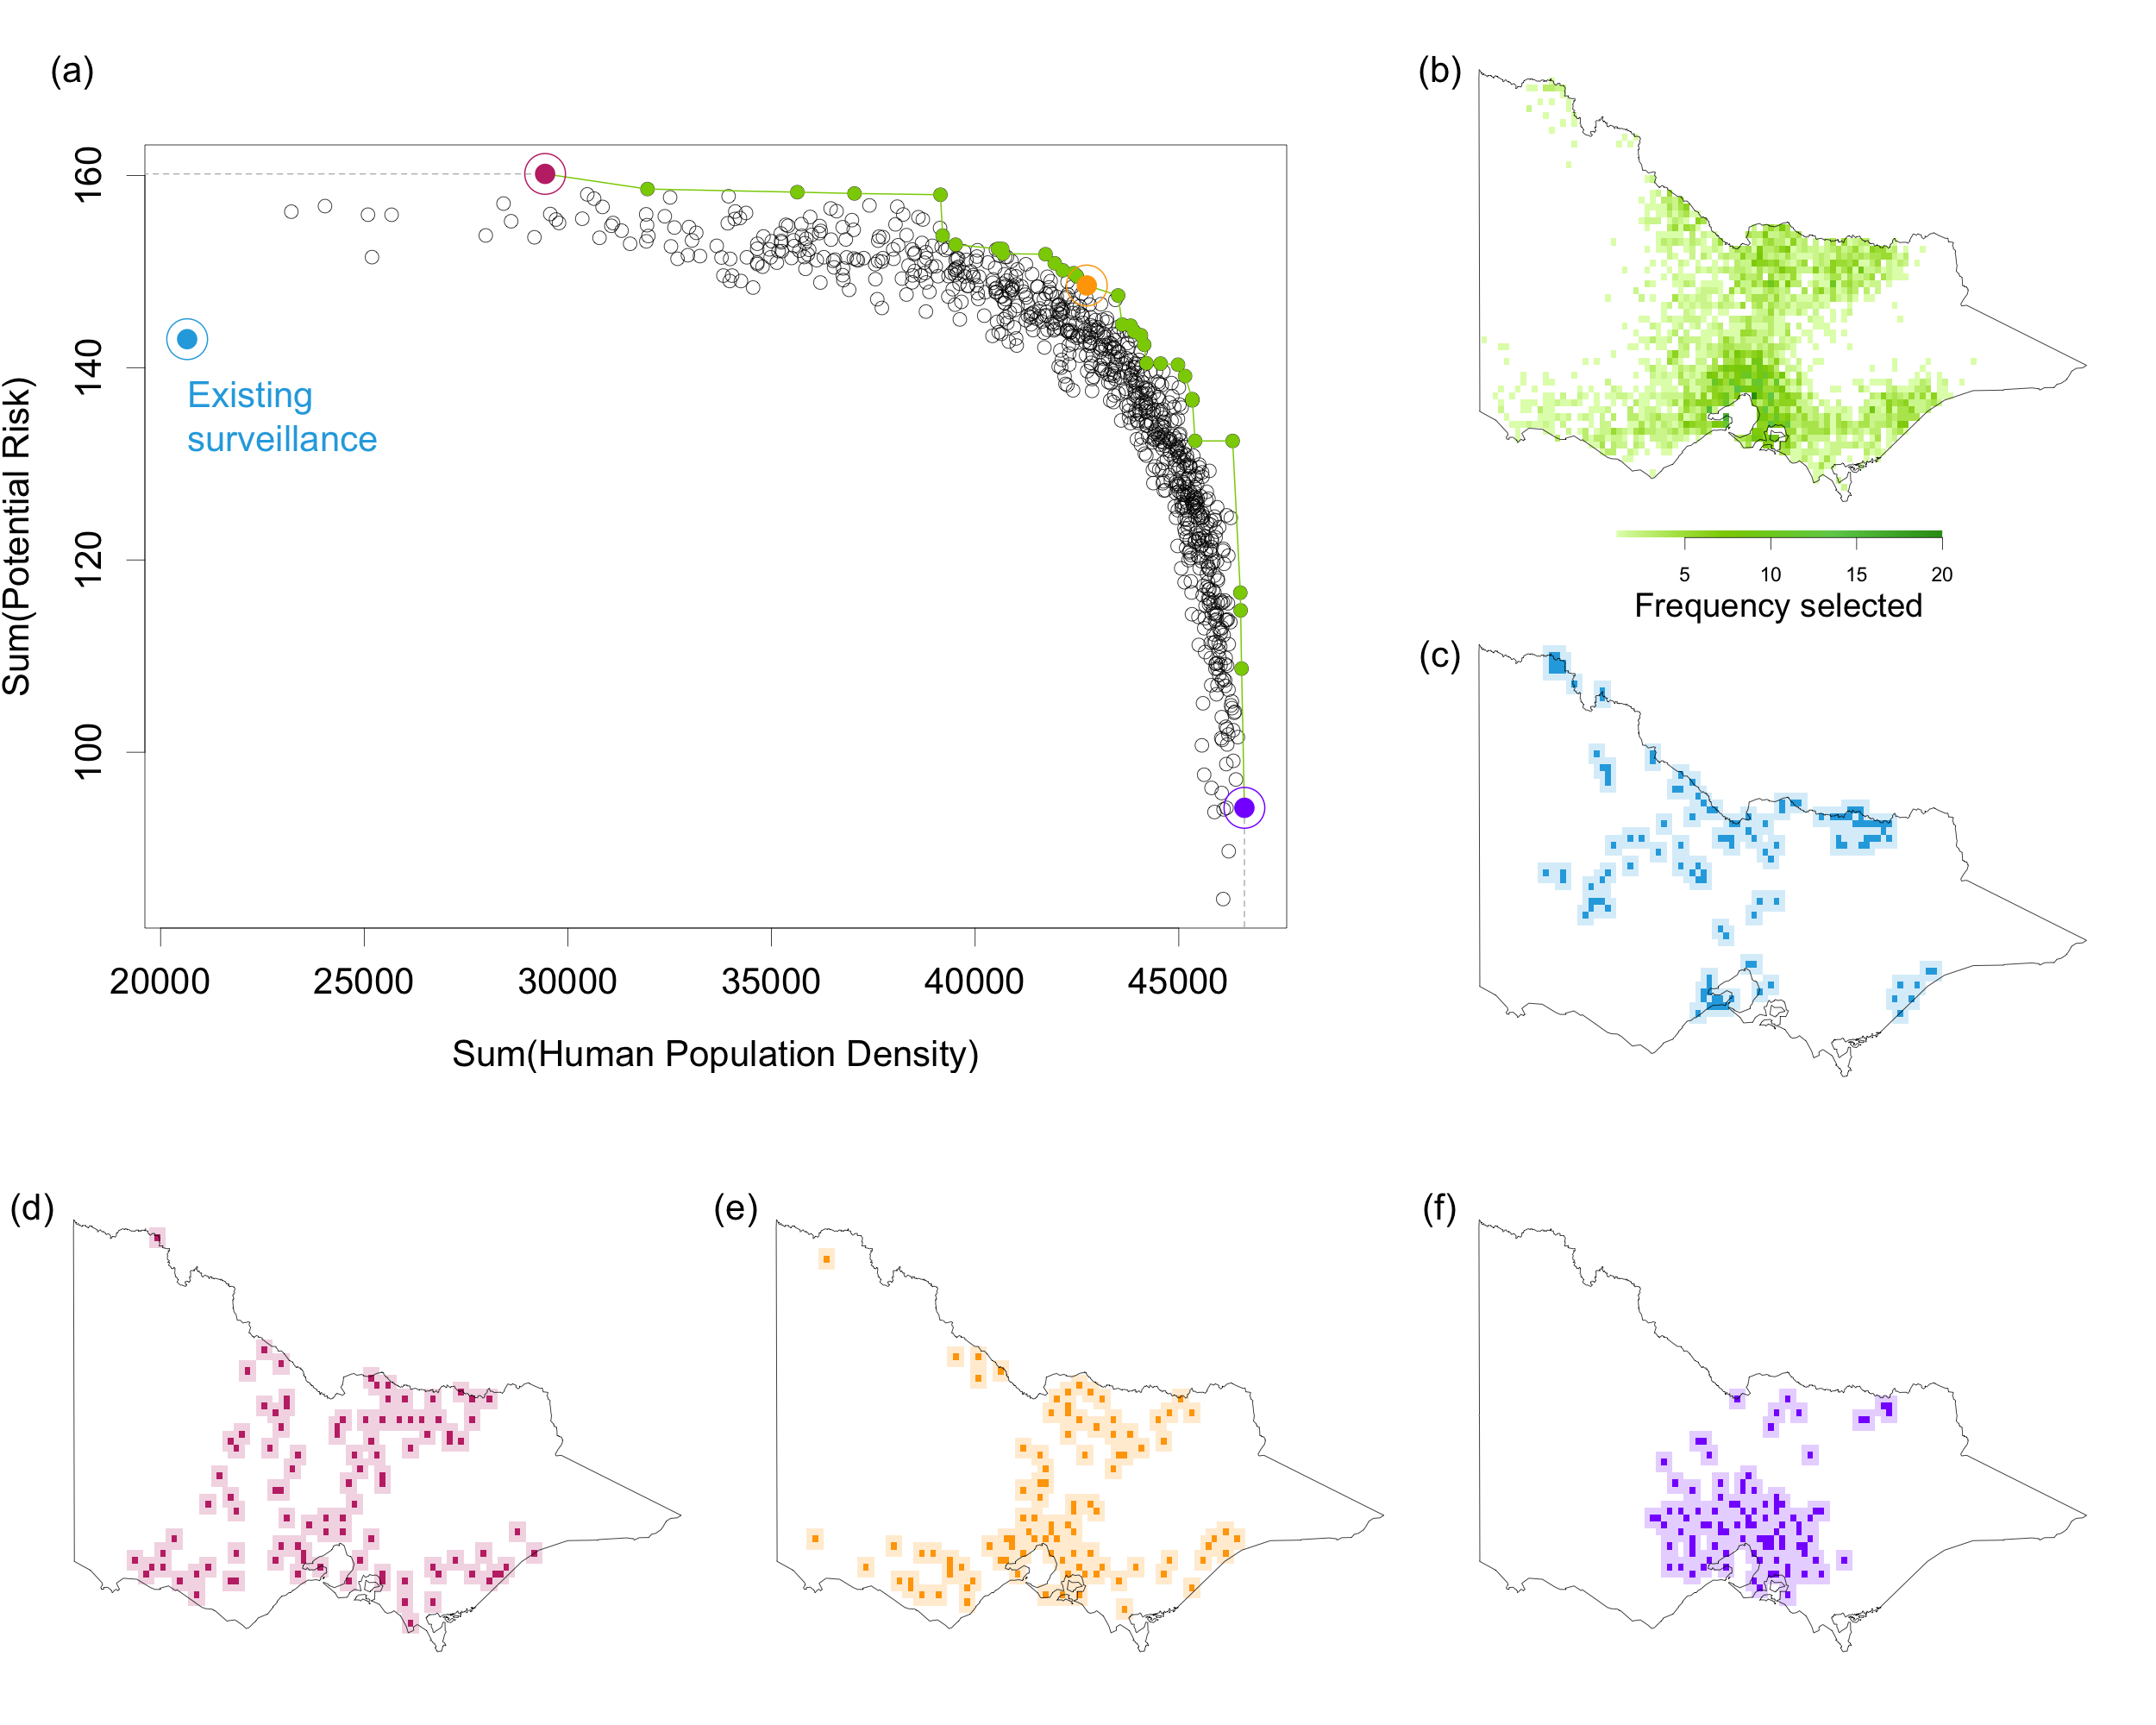 (a)
160
140
120
100
Sum(Potential Risk)
Existing
surveillance
20000 25000 30000 35000 40000 45000
Sum(Human Population Density)
(b)
5 10 15 20
Frequency selected
(c)
(d)
(e)
(f)